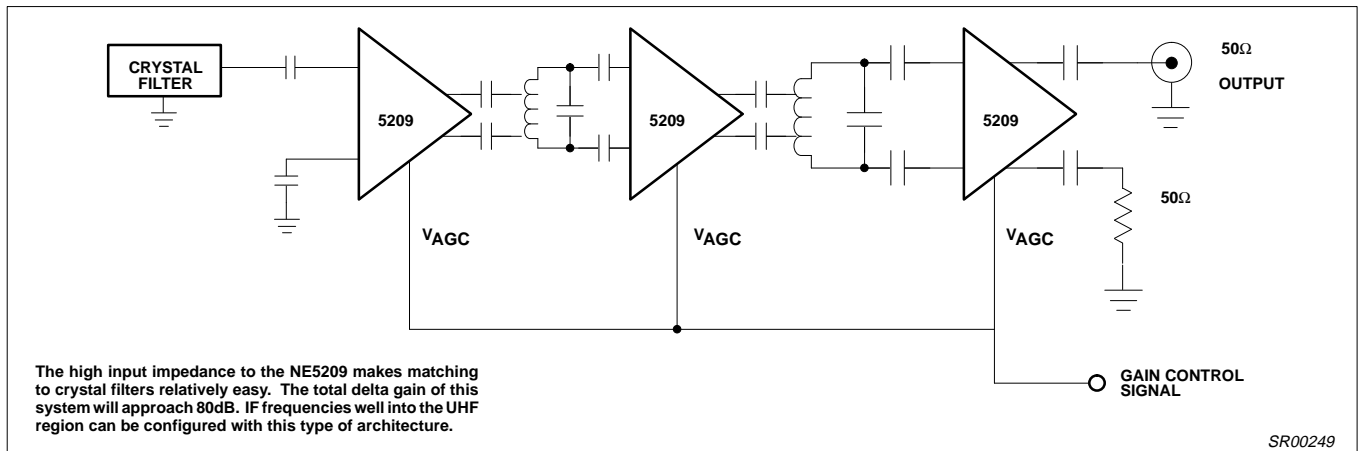 CRYSTAL
FILTER
5209
5209
5209
50Ω
OUTPUT
50Ω
VAGC
VAGC
VAGC
GAIN CONTROL
SIGNAL
The high input impedance to the NE5209 makes matching
to crystal filters relatively easy. The total delta gain of this
system will approach 80dB. IF frequencies well into the UHF
region can be configured with this type of architecture.
SR00249